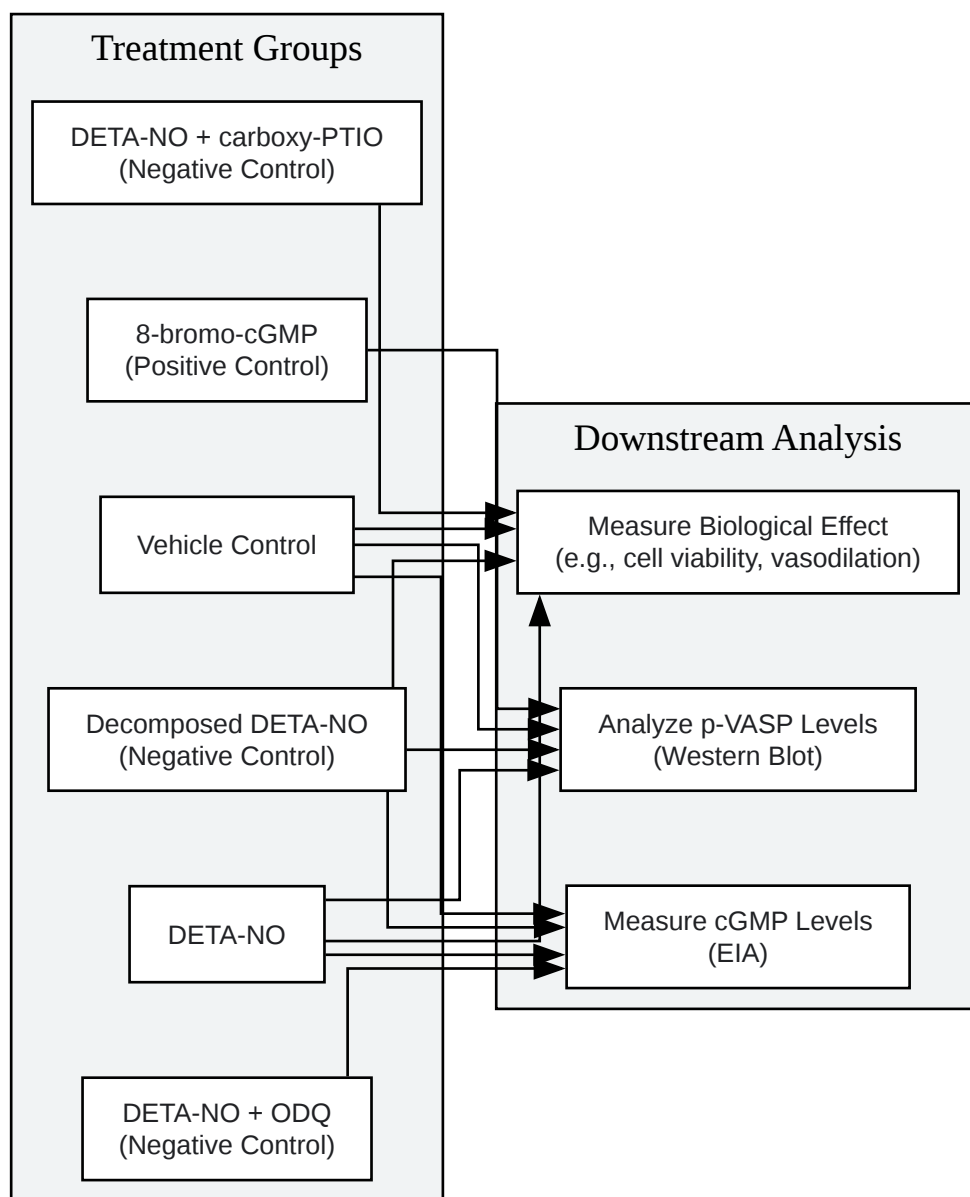 Treatment Groups
DETA-NO + carboxy-PTIO
(Negative Control)
8-bromo-cGMP
(Positive Control)
Vehicle Control
Decomposed DETA-NO
(Negative Control)
DETA-NO
DETA-NO + ODQ
(Negative Control)
Downstream Analysis
Measure Biological Effect
(e.g., cell viability, vasodilation)
Analyze p-VASP Levels
(Western Blot)
Measure cGMP Levels
(EIA)